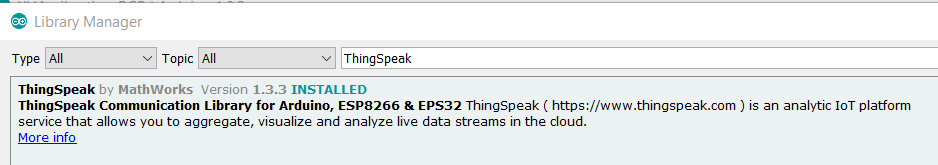 Library Manager
Type All Topic All ThingSpeak
ThingSpeak by MathWorks Version 1.3.3 INSTALLED
ThingSpeak Communication Library for Arduino, ESP8266 & EPS32 ThingSpeak ( https://www.thingspeak.com ) is an analytic IoT platform
service that allows you to aggregate, visualize and analyze live data streams in the cloud.
More info